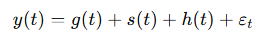 y(t) = g(t) + s(t) + h(t) + εₜ